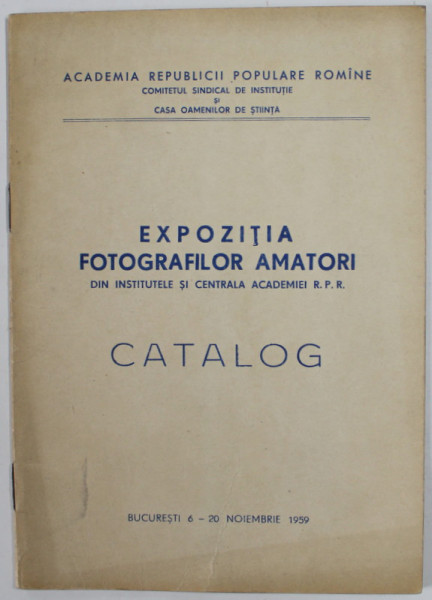 ACADEMIA REPUBLICII POPULARE ROMÎNE
COMITETUL SINDICAL DE INSTITUȚIE
ȘI
CASA OAMENILOR DE ȘTIINȚA
EXPOZIȚIA
FOTOGRAFILOR AMATORI
DIN INSTITUTELE ȘI CENTRALA ACADEMIEI R. P. R.
CATALOG
BUCUREȘTI 6 – 20 NOIEMBRIE 1959